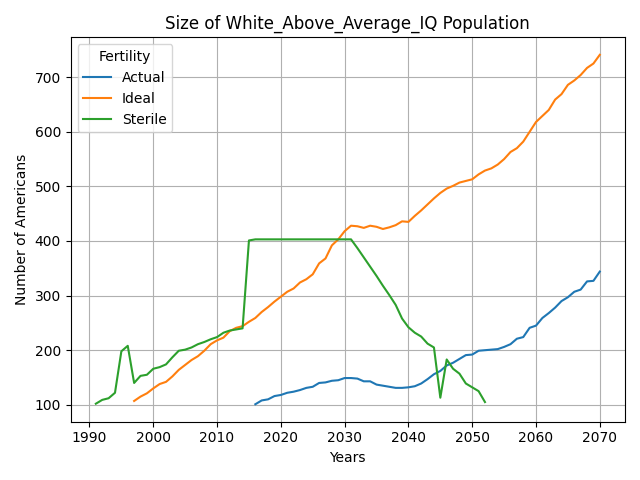 Size of White_Above_Average_IQ Population
Number of Americans
700
600
500
400
300
200
100
Fertility
Actual
Ideal
Sterile
1990 2000 2010 2020 2030 2040 2050 2060 2070
Years